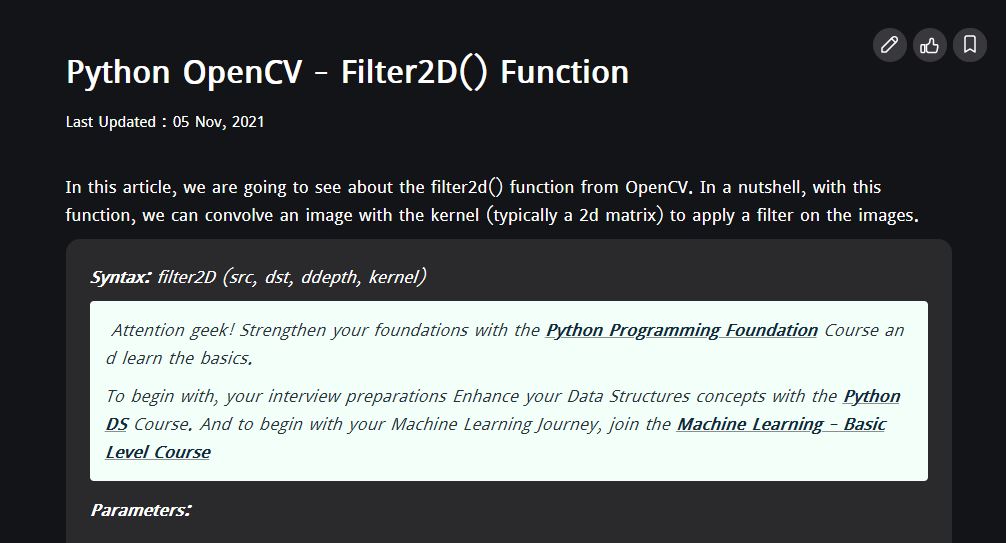 Python OpenCV - Filter2D() Function
Last Updated : 05 Nov, 2021
In this article, we are going to see about the filter2d() function from OpenCV. In a nutshell, with this
function, we can convolve an image with the kernel (typically a 2d matrix) to apply a filter on the images.
Syntax: filter2D (src, dst, ddepth, kernel)
Attention geek! Strengthen your foundations with the Python Programming Foundation Course an
d learn the basics.
To begin with, your interview preparations Enhance your Data Structures concepts with the Python
DS Course. And to begin with your Machine Learning Journey, join the Machine Learning - Basic
Level Course
Parameters: